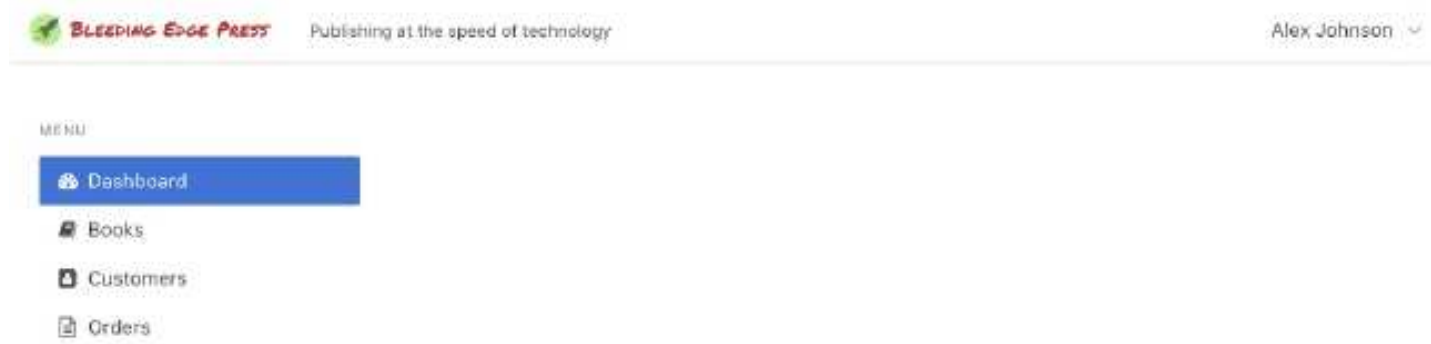 BLEEDING EDGE PRESS Publishing at the speed of technology Alex Johnson
MENU
Dashboard
Books
Customers
Orders